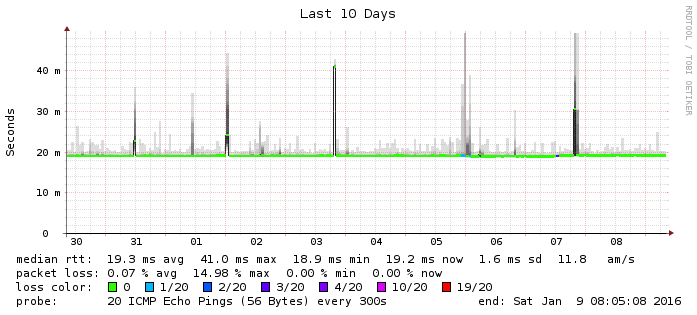 Last 10 Days
RRDTOOL / TOBI OETIKER
Seconds
40 m
30 m
20 m
10 m
0
30 31 01 02 03 04 05 06 07 08
median rtt: 19.3 ms avg 41.0 ms max 18.9 ms min 19.2 ms now 1.6 ms sd 11.8 am/s
packet loss: 0.07 % avg 14.98 % max 0.00 % min 0.00 % now
loss color: 0 1/20 2/20 3/20 4/20 10/20 19/20
probe: 20 ICMP Echo Pings (56 Bytes) every 300s end: Sat Jan 9 08:05:08 2016